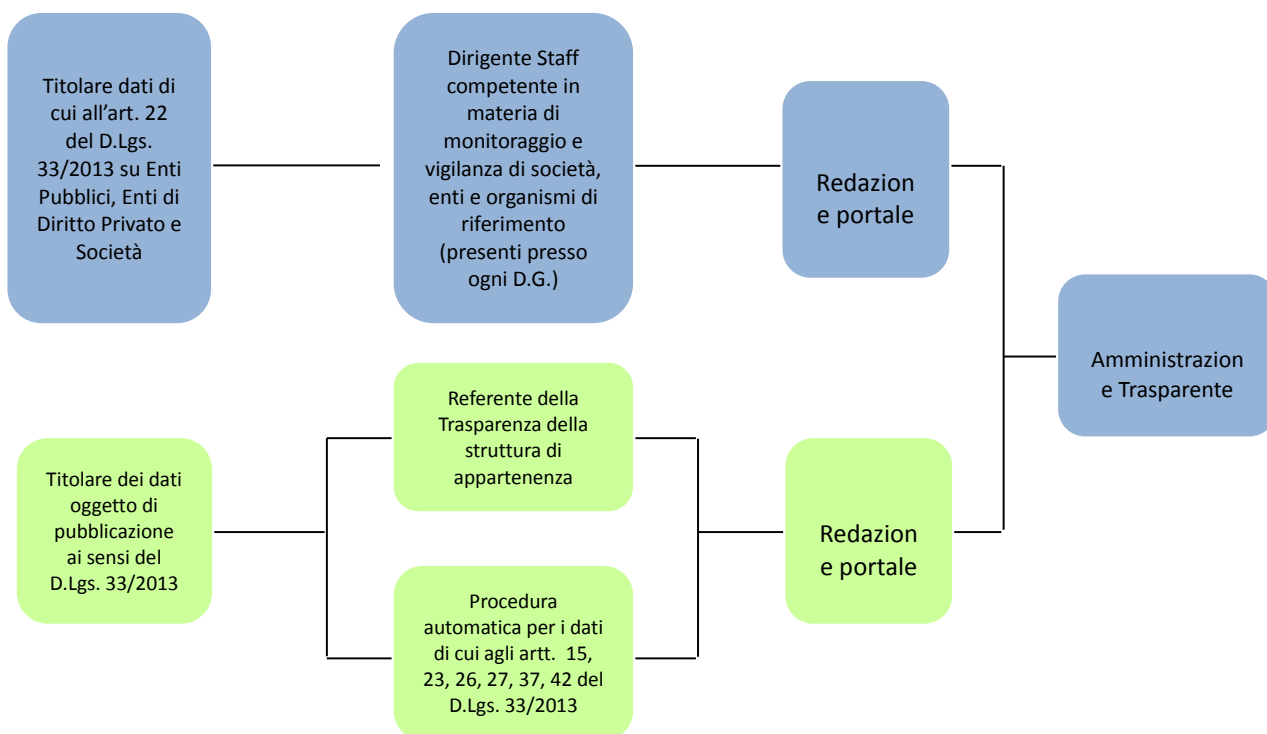 Titolare dati di
cui all’art. 22
del D.Lgs.
33/2013 su Enti
Pubblici, Enti di
Diritto Privato e
Società
Dirigente Staff
competente in
materia di
monitoraggio e
vigilanza di società,
enti e organismi di
riferimento
(presenti presso
ogni D.G.)
Redazion
e portale
Amministrazion
e Trasparente
Titolare dei dati
oggetto di
pubblicazione
ai sensi del
D.Lgs. 33/2013
Referente della
Trasparenza della
struttura di
appartenenza
Procedura
automatica per i dati
di cui agli artt. 15,
23, 26, 27, 37, 42 del
D.Lgs. 33/2013
Redazion
e portale